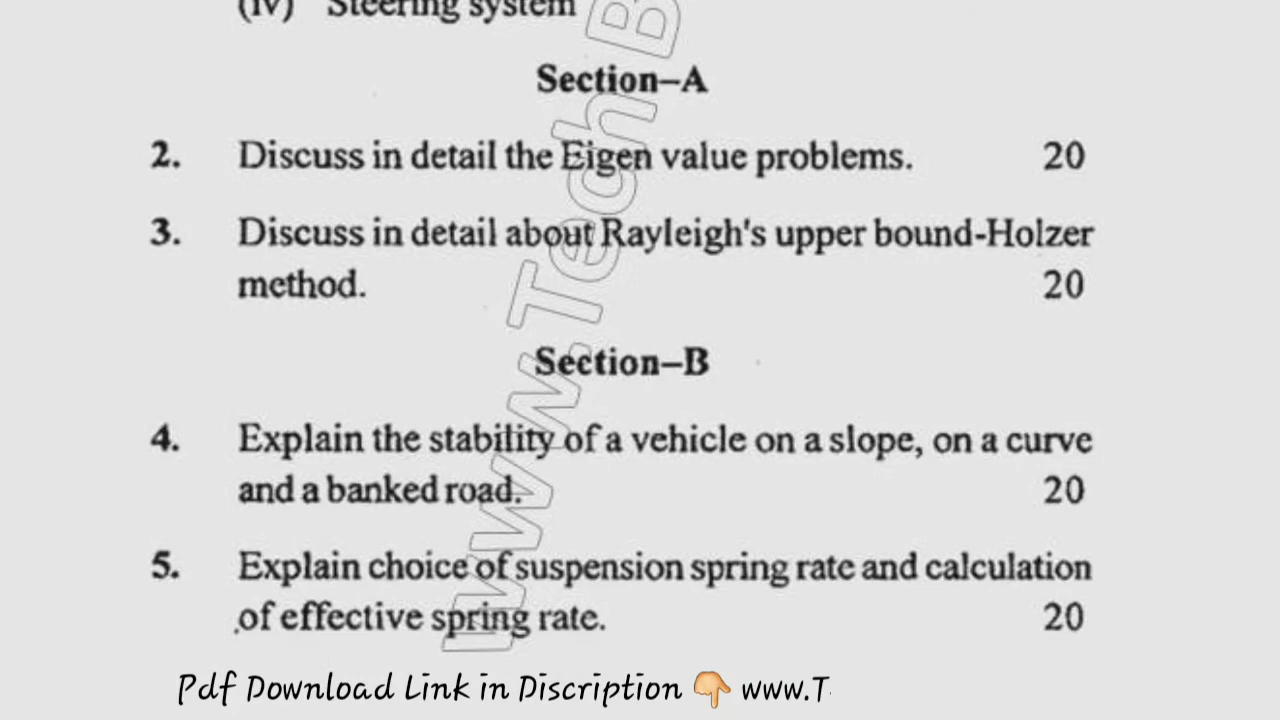 (iv) Steering system
Section–A
2. Discuss in detail the Eigen value problems. 20
3. Discuss in detail about Rayleigh's upper bound-Holzer
method. 20
Section–B
4. Explain the stability of a vehicle on a slope, on a curve
and a banked road. 20
5. Explain choice of suspension spring rate and calculation
of effective spring rate. 20
www.Tech B
Pdf Download Link in Discription 👇 www.T